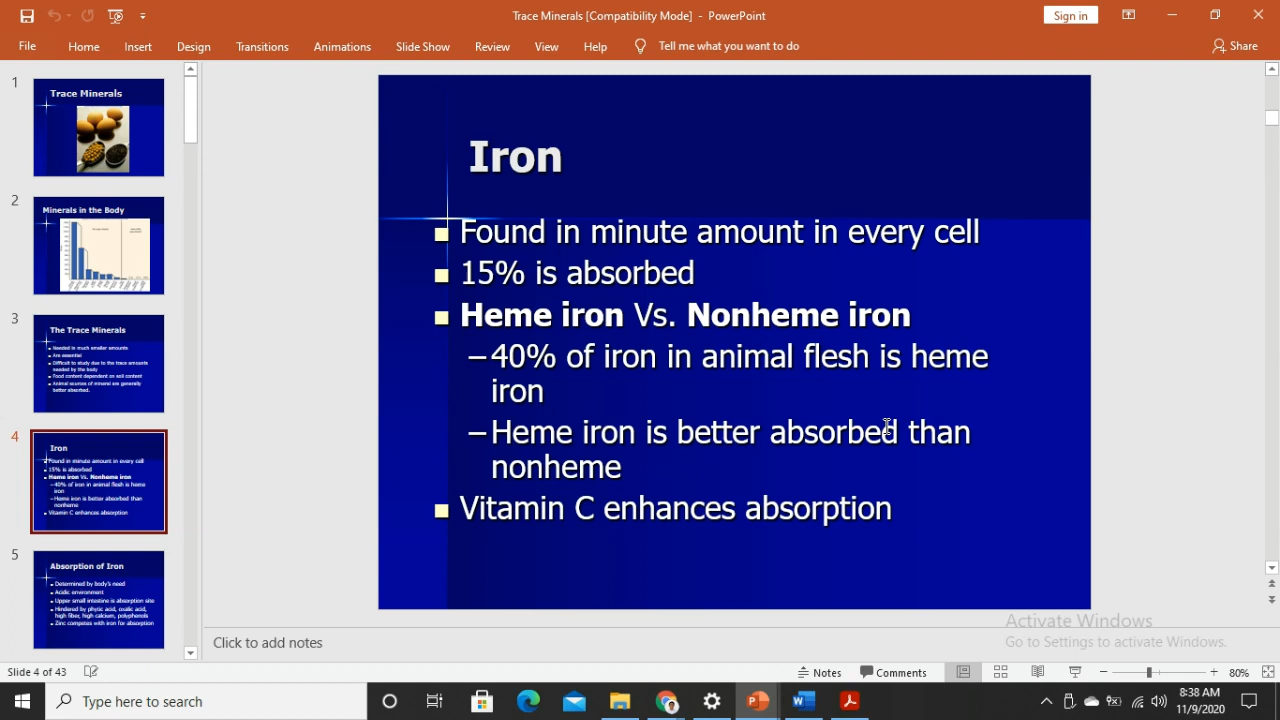 Trace Minerals [Compatibility Mode] - PowerPoint
Sign in
File Home Insert Design Transitions Animations Slide Show Review View Help Tell me what you want to do
Share
1
Trace Minerals
2
Minerals in the Body
3
The Trace Minerals
Needed in much smaller amounts
Are essential
Difficult to study due to the trace amounts
needed by the body
Food content dependent on soil content
Animal sources of mineral are generally
better absorbed.
4
Iron
Found in minute amount in every cell
15% is absorbed
Heme iron Vs. Nonheme iron
–40% of iron in animal flesh is heme
iron
–Heme iron is better absorbed than
nonheme
Vitamin C enhances absorption
5
Absorption of Iron
Determined by body's need
Acidic environment
Upper small intestine is absorption site
Hindered by phytic acid, oxalic acid,
high fiber, high calcium, polyphenols
Zinc competes with iron for absorption
Iron
Found in minute amount in every cell
15% is absorbed
Heme iron Vs. Nonheme iron
–40% of iron in animal flesh is heme
iron
–Heme iron is better absorbed than
nonheme
Vitamin C enhances absorption
Activate Windows
Go to Settings to activate Windows.
Click to add notes
Slide 4 of 43
Notes Comments 80%
Type here to search
8:38 AM
11/9/2020